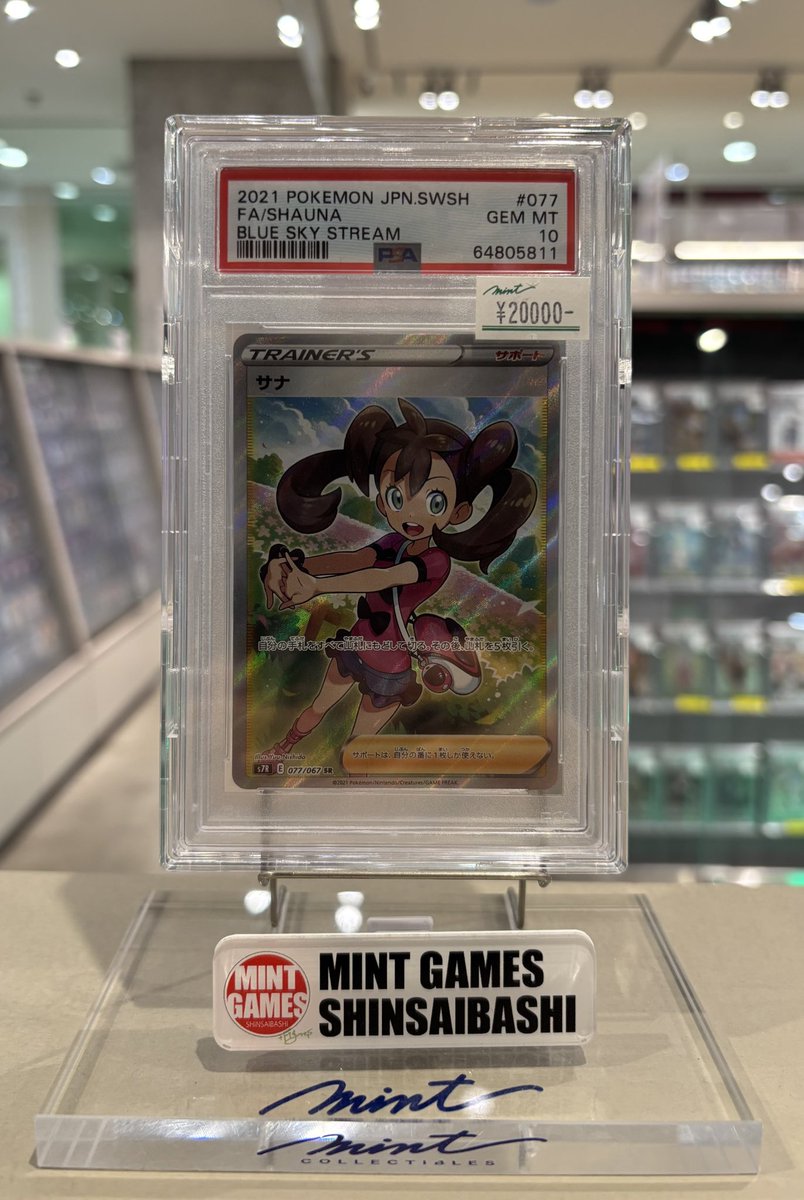 2021 POKEMON JPN.SWSH #077
FA/SHAUNA GEM MT
BLUE SKY STREAM 10
PSA 64805811
mint
¥20000-
TRAINER'S サポート
サナ
自分の手札をすべて山札にもどして切る。その後、山札を5枚引く。
サポートは、自分の番に1枚しか使えない。
s7R E 077/067 SR
©2021 Pokémon/Nintendo/Creatures/GAME FREAK.
MINT GAMES SHINSAIBASHI
MINT GAMES
SHINSAIBASHI
mint
mint
COLLECTIBLES